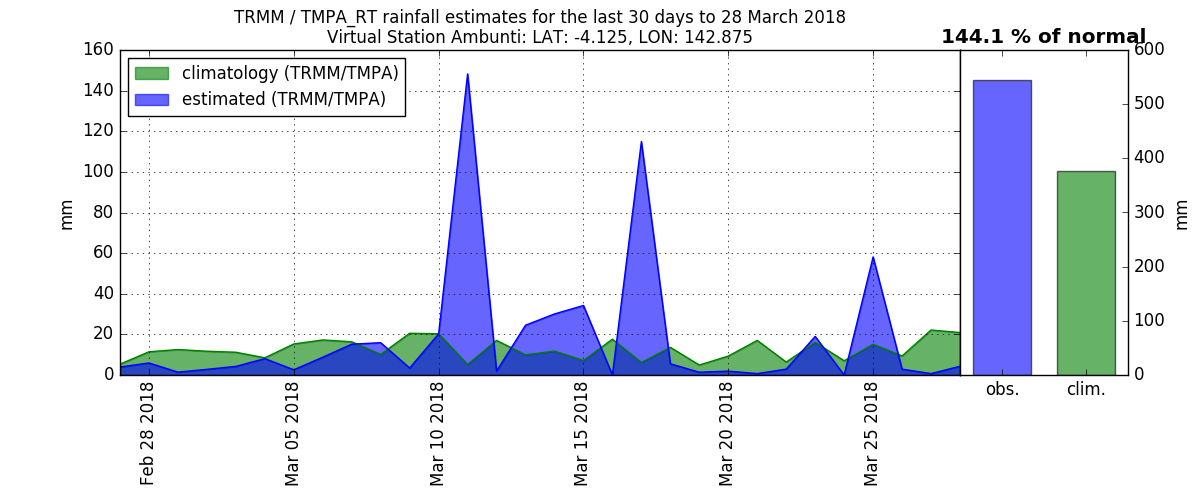 TRMM / TMPA_RT rainfall estimates for the last 30 days to 28 March 2018
Virtual Station Ambunti: LAT: -4.125, LON: 142.875
144.1 % of normal
climatology (TRMM/TMPA)
estimated (TRMM/TMPA)
mm
160
140
120
100
80
60
40
20
0
Feb 28 2018
Mar 05 2018
Mar 10 2018
Mar 15 2018
Mar 20 2018
Mar 25 2018
600
500
400
300
200
100
0
mm
obs.
clim.